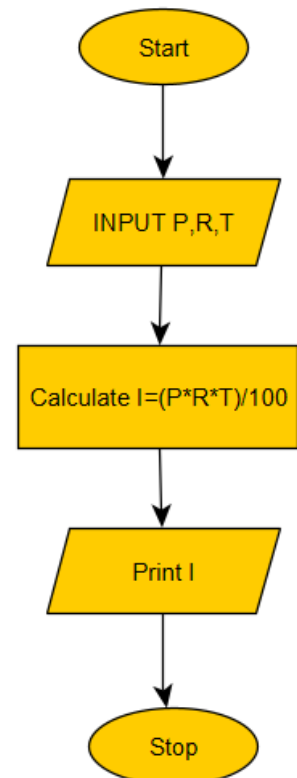 Start
INPUT P,R,T
Calculate I=(P*R*T)/100
Print I
Stop